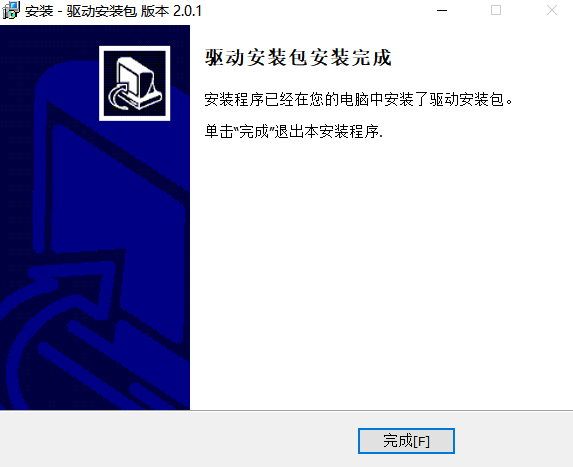 安装 - 驱动安装包 版本 2.0.1
驱动安装包安装完成
安装程序已经在您的电脑中安装了驱动安装包。
单击“完成”退出本安装程序.
完成[F]